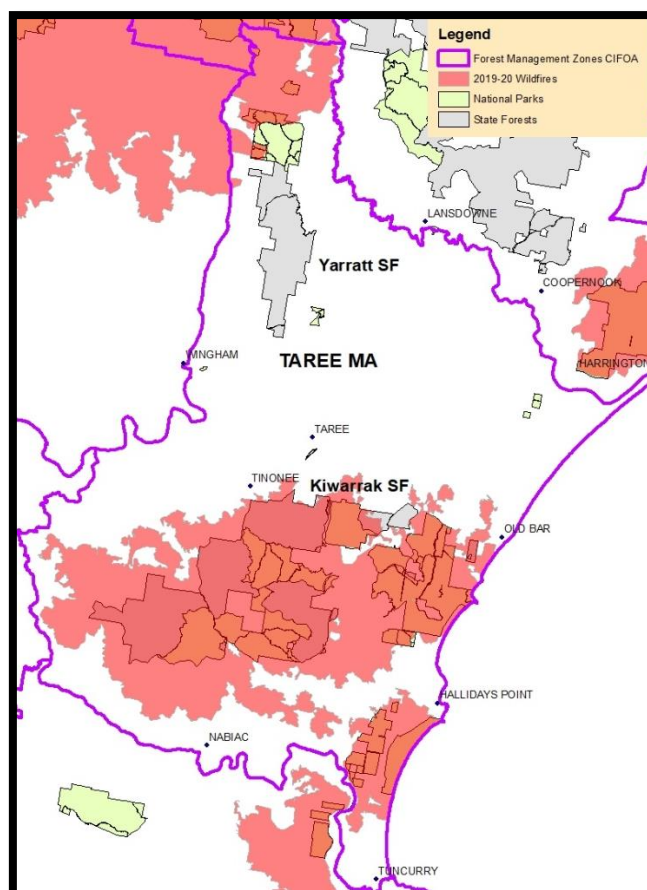 Legend
Forest Management Zones CIFOA
2019-20 Wildfires
National Parks
State Forests
LANSDOWNE
Yarratt SF
COOPERNOOK
WINGHAM
TAREE MA
HARRINGTON
TAREE
TINONEE
Kiwarrak SF
OLD BAR
HALLIDAYS POINT
NABIAC
TUNCURRY